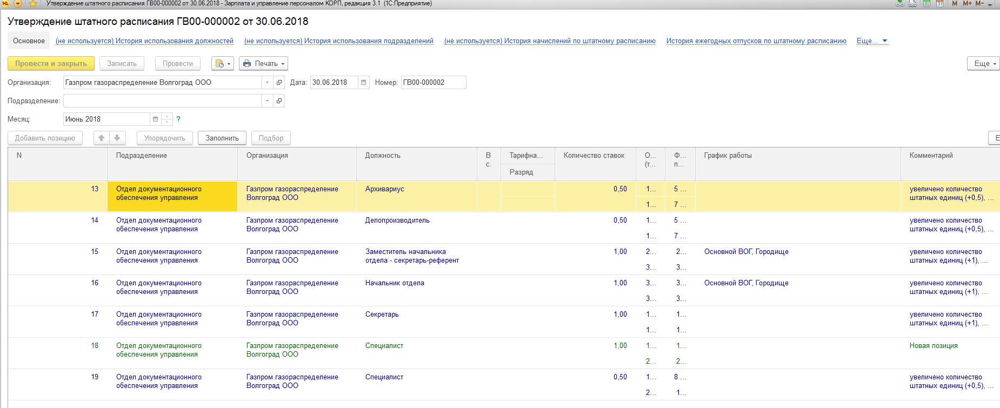 Утверждение штатного расписания ГВ00-000002 от 30.06.2018 - Зарплата и управление персоналом КОРП, редакция 3.1 (1С:Предприятие)
M M+ M-
Утверждение штатного расписания ГВ00-000002 от 30.06.2018
Основное (не используется) История использования должностей (не используется) История использования подразделений (не используется) История начислений по штатному расписанию История ежегодных отпусков по штатному расписанию Еще...
Провести и закрыть Записать Провести Печать Еще
Организация: Газпром газораспределение Волгоград ООО Дата: 30.06.2018 Номер: ГВ00-000002
Подразделение:
Месяц: Июнь 2018 ?
Добавить позицию Упорядочить Заполнить Подбор Е
N Подразделение Организация Должность В с. Тарифна... Количество ставок О... (т... Ф... п... График работы Комментарий
Разряд
13 Отдел документационного Газпром газораспределение Архивариус 0,50 1... 5 ... увеличено количество
обеспечения управления Волгоград ООО штатных единиц (+0,5), ...
1... 7 ...
14 Отдел документационного Газпром газораспределение Делопроизводитель 0,50 1... 5 ... увеличено количество
обеспечения управления Волгоград ООО штатных единиц (+0,5), ...
1... 7 ...
15 Отдел документационного Газпром газораспределение Заместитель начальника 1,00 2... 2... Основной ВОГ, Городище увеличено количество
обеспечения управления Волгоград ООО отдела - секретарь-референт штатных единиц (+1), ...
3... 3...
16 Отдел документационного Газпром газораспределение Начальник отдела 1,00 3... 3... Основной ВОГ, Городище увеличено количество
обеспечения управления Волгоград ООО штатных единиц (+1), ...
3... 3...
17 Отдел документационного Газпром газораспределение Секретарь 1,00 1... 1... увеличено количество
обеспечения управления Волгоград ООО штатных единиц (+1), ...
1... 1...
18 Отдел документационного Газпром газораспределение Специалист 1,00 1... 1... Новая позиция
обеспечения управления Волгоград ООО
2... 2...
19 Отдел документационного Газпром газораспределение Специалист 0,50 1... 8 ... увеличено количество
обеспечения управления Волгоград ООО штатных единиц (+0,5), ...
2... 1...